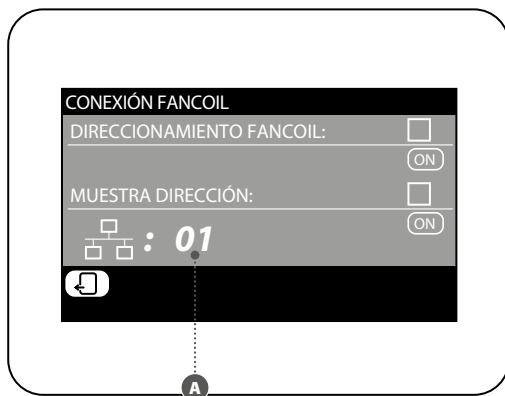 CONEXIÓN FANCOIL
DIRECCIONAMIENTO FANCOIL:
ON
MUESTRA DIRECCIÓN:
ON
: 01
A